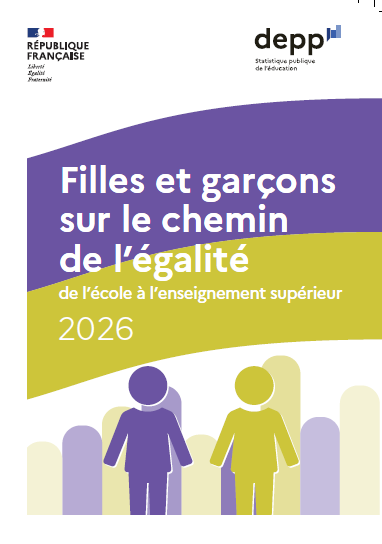 RÉPUBLIQUE
FRANÇAISE
Liberté
Égalité
Fraternité
depp
Statistique publique
de l'éducation
Filles et garçons
sur le chemin
de l'égalité
de l'école à l'enseignement supérieur
2026